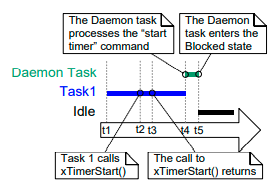 The Daemon task
processes the "start
timer" command
The Daemon
task enters the
Blocked state
Daemon Task
Task1
Idle
t1
t2
t3
t4
t5
Task 1 calls
xTimerStart()
The call to
xTimerStart() returns